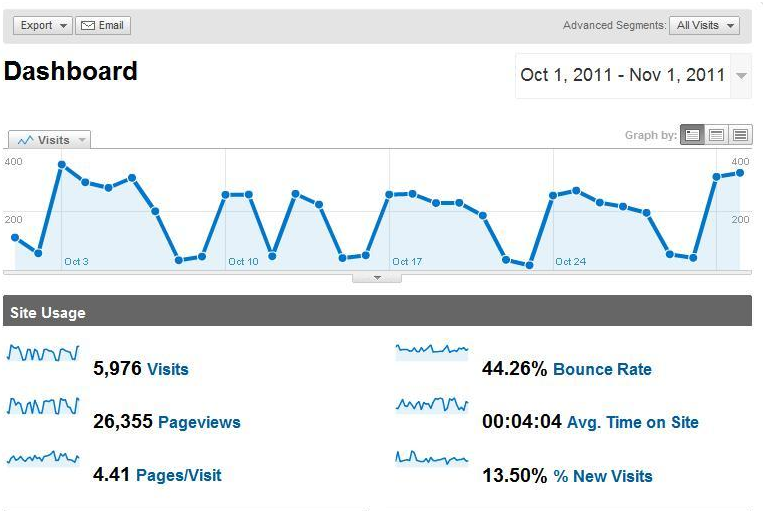 Export Email Advanced Segments: All Visits
Dashboard
Oct 1, 2011 - Nov 1, 2011
Visits
Graph by:
400 400
200 200
Oct 3 Oct 10 Oct 17 Oct 24
Site Usage
5,976 Visits
44.26% Bounce Rate
26,355 Pageviews
00:04:04 Avg. Time on Site
4.41 Pages/Visit
13.50% % New Visits